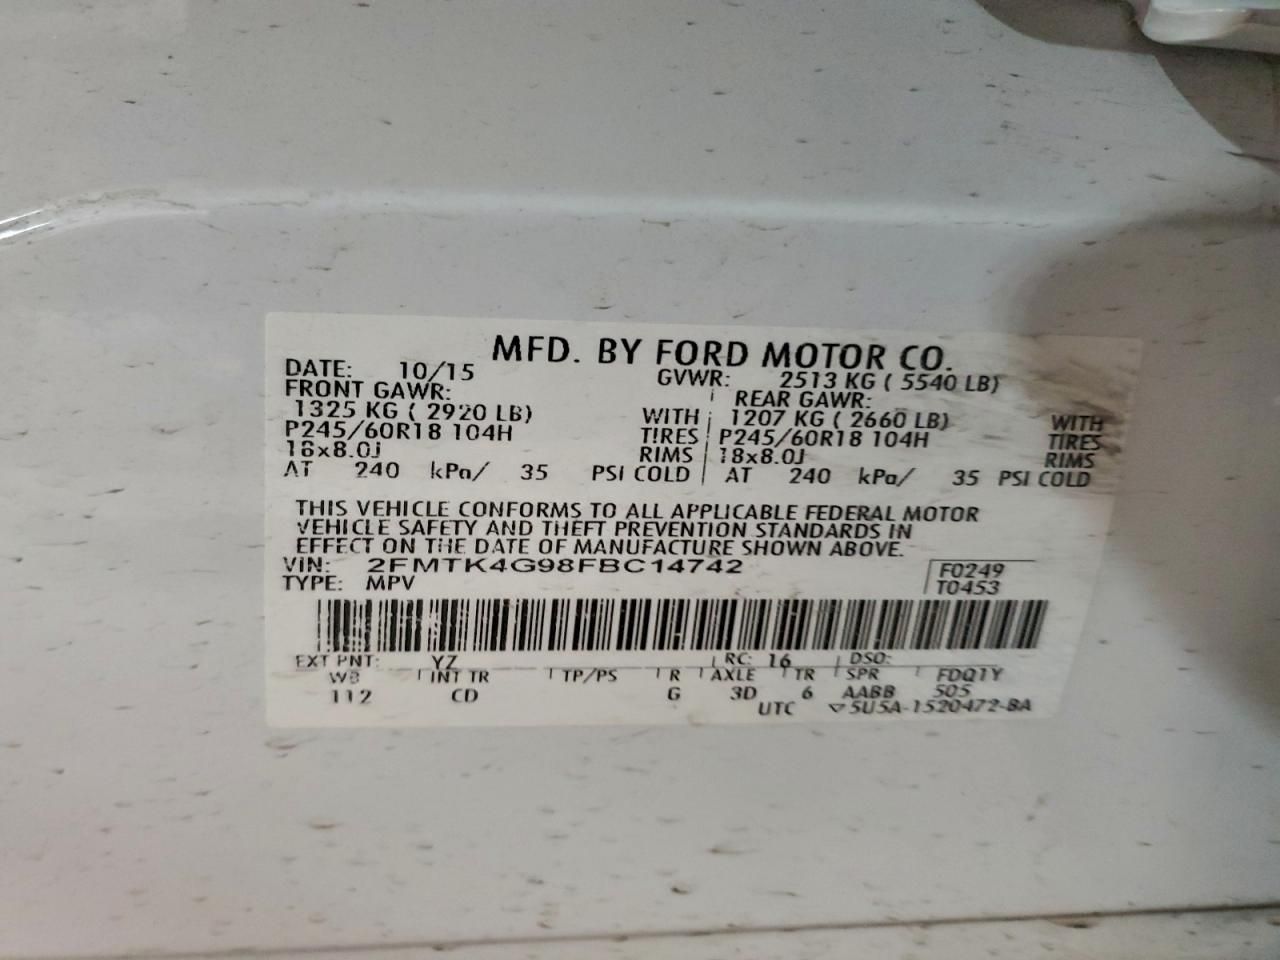 MFD. BY FORD MOTOR CO.
DATE: 10/15 GVWR: 2513 KG ( 5540 LB)
FRONT GAWR: REAR GAWR:
1325 KG ( 2920 LB) WITH 1207 KG ( 2660 LB) WITH
P245/60R18 104H TIRES P245/60R18 104H TIRES
18x8.0J RIMS 18x8.0J RIMS
AT 240 kPa/ 35 PSI COLD AT 240 kPa/ 35 PSI COLD
THIS VEHICLE CONFORMS TO ALL APPLICABLE FEDERAL MOTOR
VEHICLE SAFETY AND THEFT PREVENTION STANDARDS IN
EFFECT ON THE DATE OF MANUFACTURE SHOWN ABOVE.
VIN: 2FMTK4G98FBC14742 F0249
TYPE: MPV T0453
EXT PNT: YZ RC: 16 DSO:
WB INT TR TP/PS R AXLE TR SPR FDQ1Y
112 CD G 3D 6 AABB 505
UTC ▽5U5A-1520472-BA